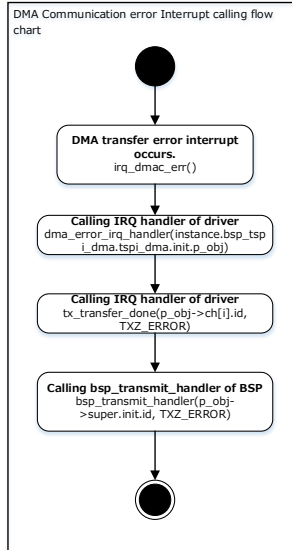 DMA Communication error Interrupt calling flow
chart
DMA transfer error interrupt
occurs.
irq_dmac_err()
Calling IRQ handler of driver
dma_error_irq_handler(instance.bsp_tsp
i_dma.tspi_dma.init.p_obj)
Calling IRQ handler of driver
tx_transfer_done(p_obj->ch[i].id,
TXZ_ERROR)
Calling bsp_transmit_handler of BSP
bsp_transmit_handler(p_obj-
>super.init.id, TXZ_ERROR)